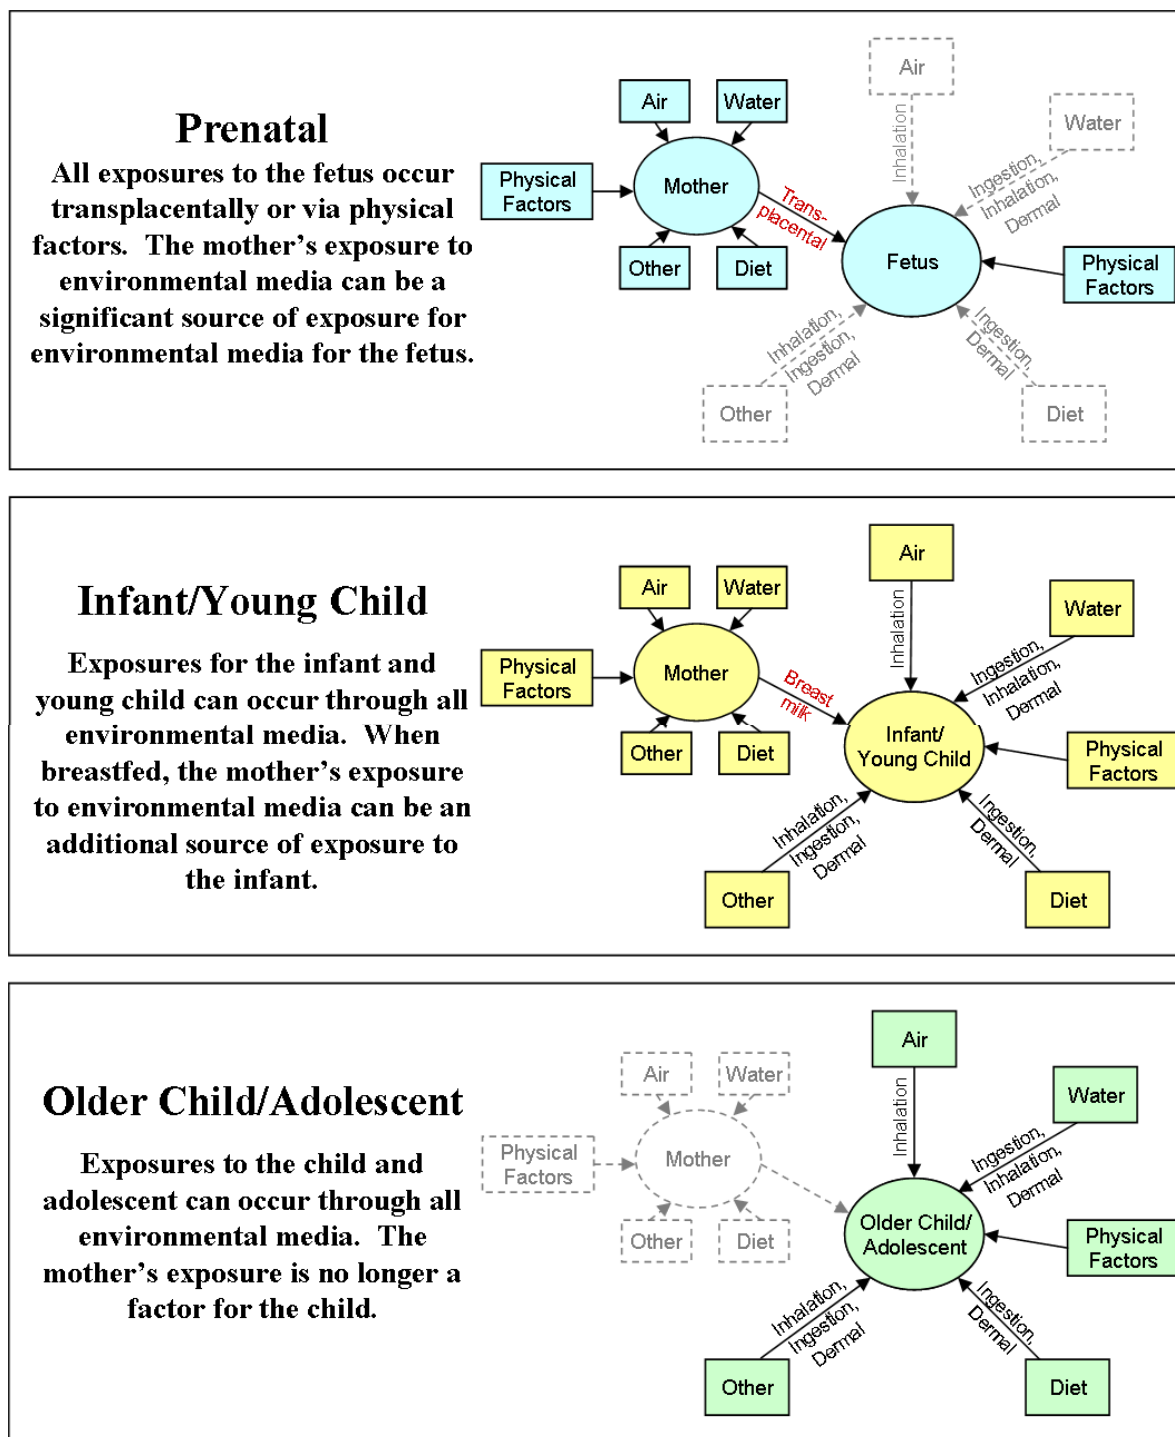 Prenatal
All exposures to the fetus occur
transplacentally or via physical
factors. The mother's exposure to
environmental media can be a
significant source of exposure for
environmental media for the fetus.
Air
Water
Physical
Factors
Mother
Other
Diet
Trans-
placental
Air
Inhalation
Water
Ingestion,
Inhalation,
Dermal
Fetus
Physical
Factors
Inhalation,
Ingestion,
Dermal
Other
Ingestion,
Dermal
Diet
Infant/Young Child
Exposures for the infant and
young child can occur through all
environmental media. When
breastfed, the mother's exposure
to environmental media can be an
additional source of exposure to
the infant.
Air
Water
Physical
Factors
Mother
Other
Diet
Breast
milk
Air
Inhalation
Water
Ingestion,
Inhalation,
Dermal
Infant/
Young Child
Physical
Factors
Inhalation,
Ingestion,
Dermal
Other
Ingestion,
Dermal
Diet
Older Child/Adolescent
Exposures to the child and
adolescent can occur through all
environmental media. The
mother's exposure is no longer a
factor for the child.
Air
Water
Physical
Factors
Mother
Other
Diet
Air
Inhalation
Water
Ingestion,
Inhalation,
Dermal
Older Child/
Adolescent
Physical
Factors
Inhalation,
Ingestion,
Dermal
Other
Ingestion,
Dermal
Diet